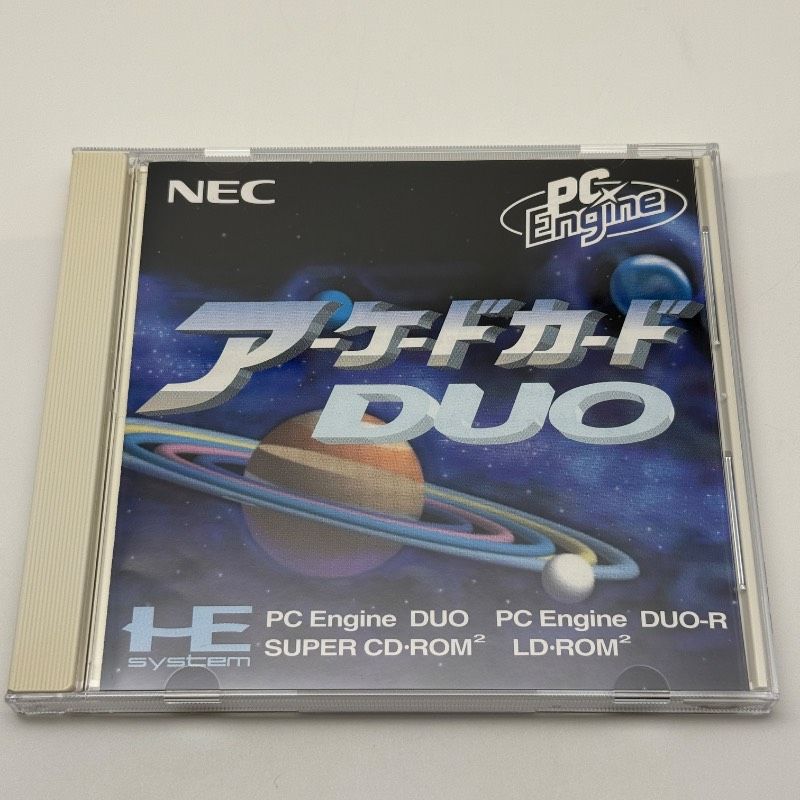 NEC
PC Engine
アーケードカード
DUO
HE system
PC Engine DUO PC Engine DUO-R
SUPER CD・ROM² LD・ROM²